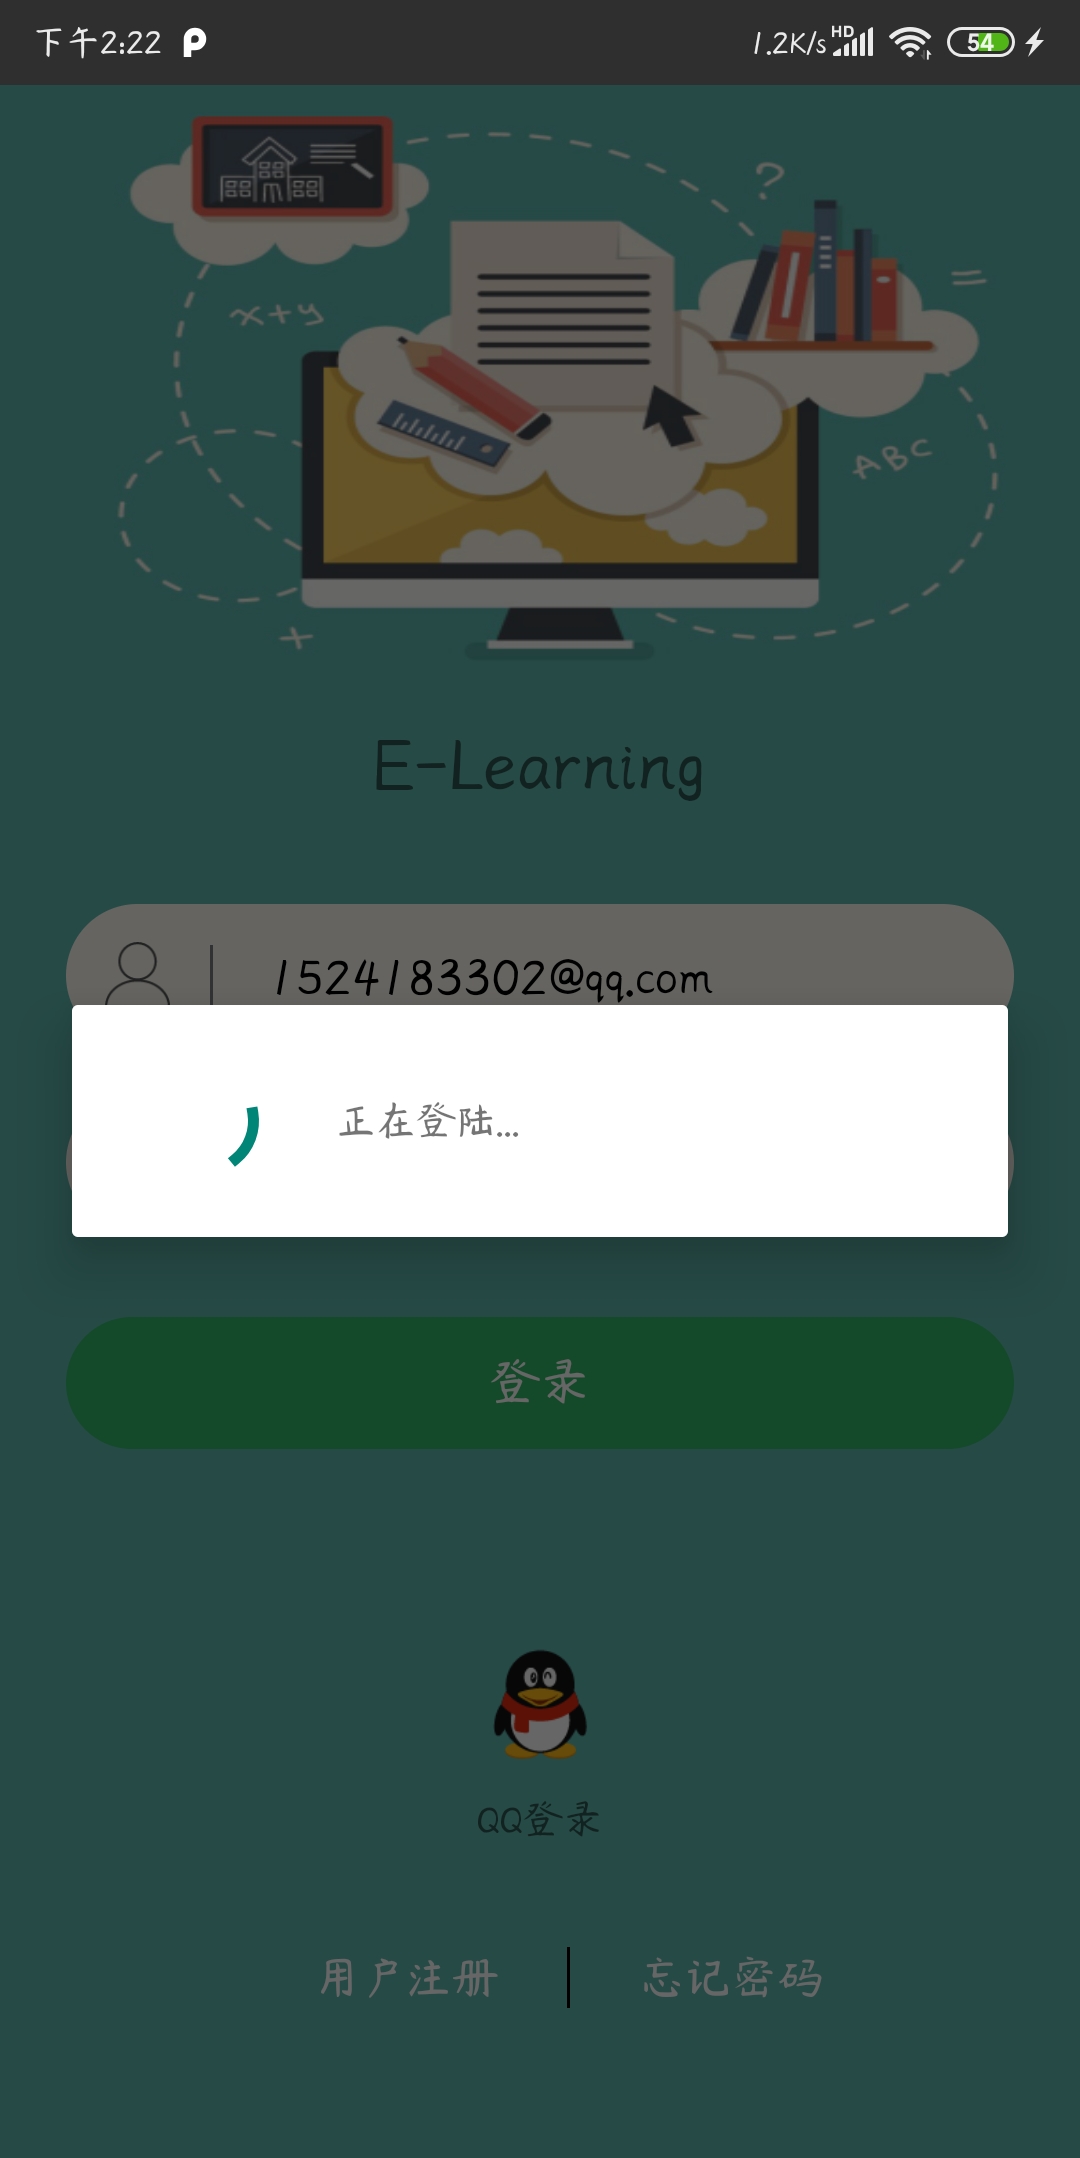 下午2:22
1.2K/s HD 54
?
=
x+y
ABC
+
E-Learning
1524183302@qq.com
正在登陆...
登录
QQ登录
用户注册 | 忘记密码